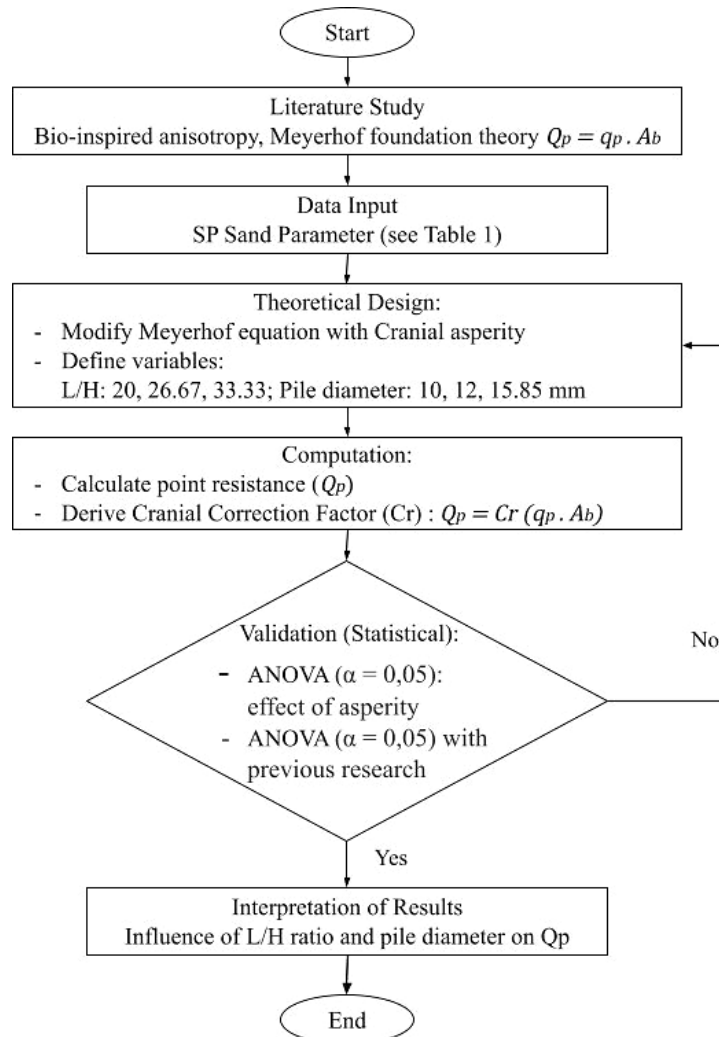 Start
Literature Study
Bio-inspired anisotropy, Meyerhof foundation theory Qp = qp . Ab
Data Input
SP Sand Parameter (see Table 1)
Theoretical Design:
- Modify Meyerhof equation with Cranial asperity
- Define variables:
L/H: 20, 26.67, 33.33; Pile diameter: 10, 12, 15.85 mm
Computation:
- Calculate point resistance (Qp)
- Derive Cranial Correction Factor (Cr) : Qp = Cr (qp . Ab)
Validation (Statistical):
- ANOVA (α = 0,05):
effect of asperity
- ANOVA (α = 0,05) with
previous research
No
Yes
Interpretation of Results
Influence of L/H ratio and pile diameter on Qp
End